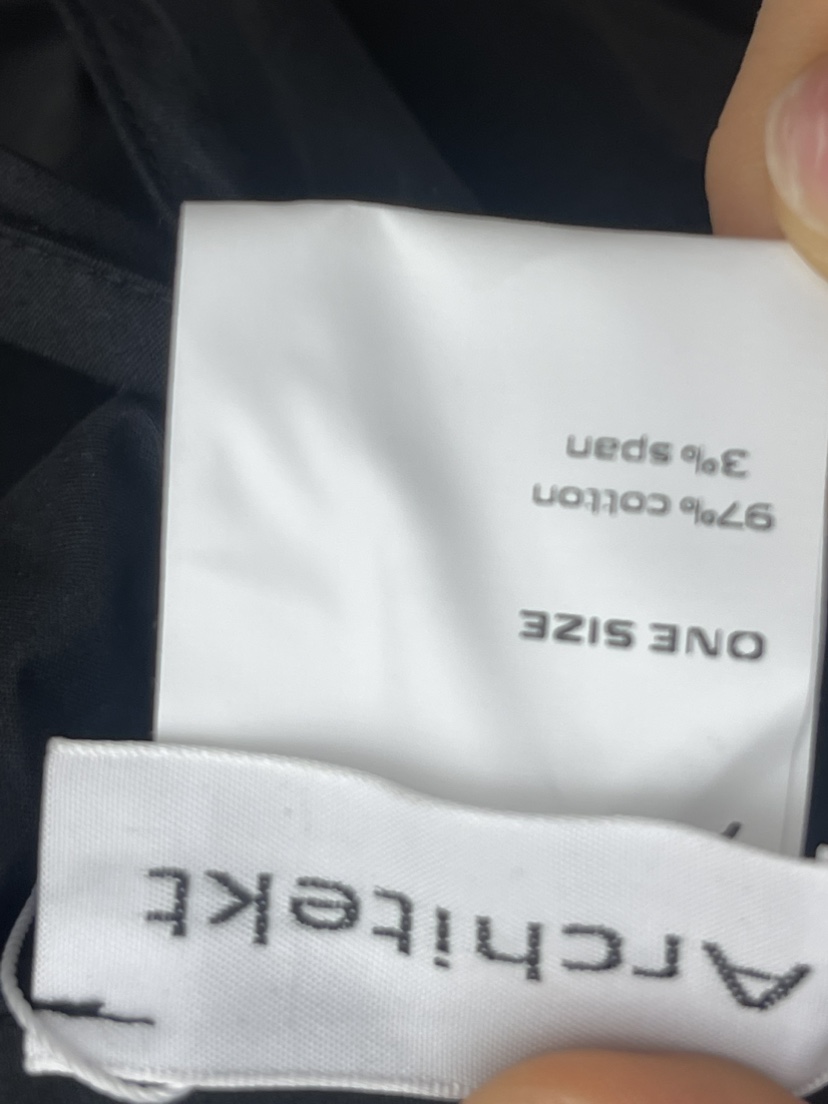 Architekt
ONE SIZE
97% cotton
3% span